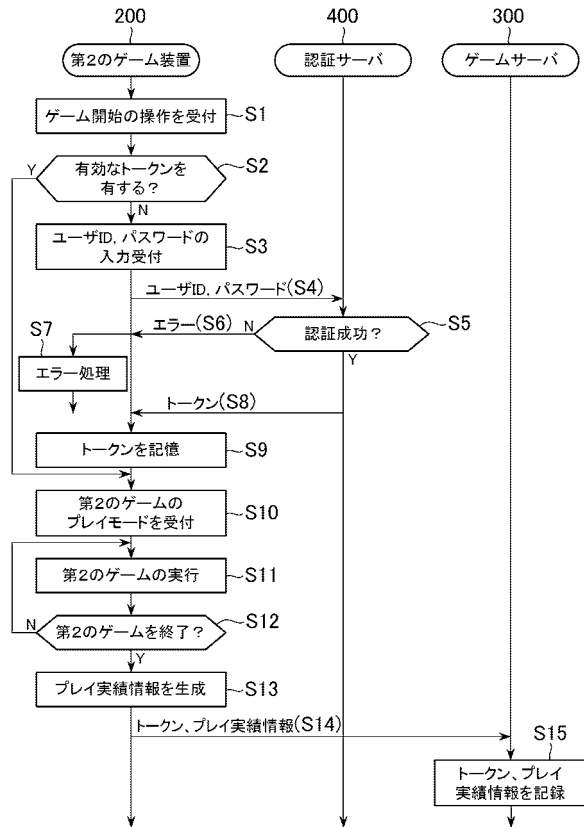 200
400
300
第2のゲーム装置
認証サーバ
ゲームサーバ
ゲーム開始の操作を受付
S1
Y
有効なトークンを
有する？
S2
N
ユーザID, パスワードの
入力受付
S3
ユーザID, パスワード(S4)
認証成功？
S5
N
エラー(S6)
S7
エラー処理
Y
トークン(S8)
トークンを記憶
S9
第2のゲームの
プレイモードを受付
S10
第2のゲームの実行
S11
N
第2のゲームを終了？
S12
Y
プレイ実績情報を生成
S13
トークン、プレイ実績情報(S14)
S15
トークン、プレイ
実績情報を記録